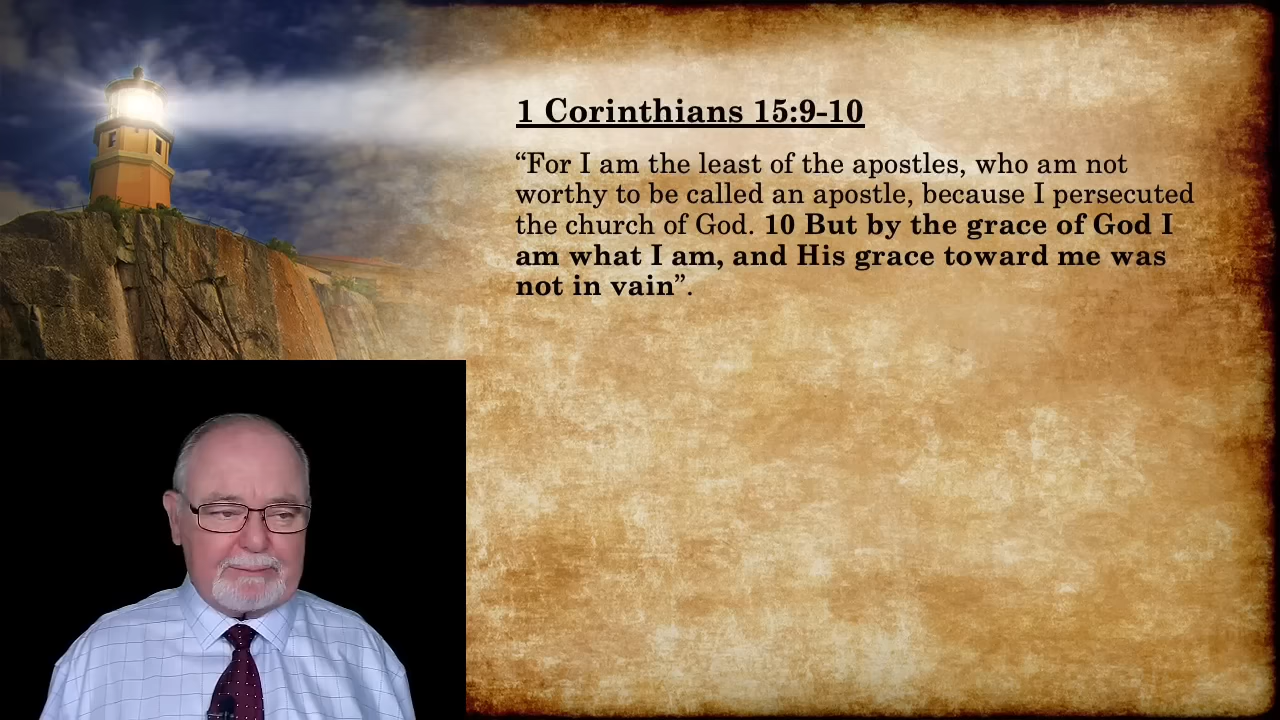 1 Corinthians 15:9-10
“For I am the least of the apostles, who am not
worthy to be called an apostle, because I persecuted
the church of God. 10 But by the grace of God I
am what I am, and His grace toward me was
not in vain”.